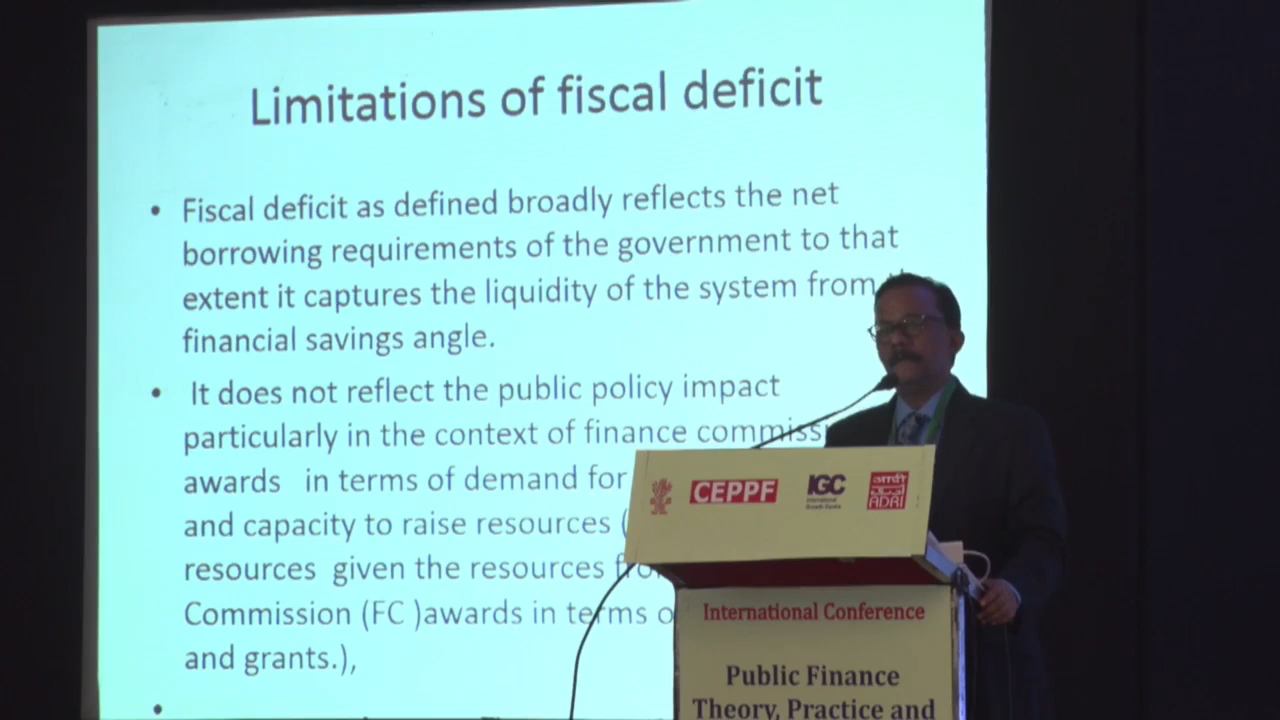 Limitations of fiscal deficit
• Fiscal deficit as defined broadly reflects the net
borrowing requirements of the government to that
extent it captures the liquidity of the system from
financial savings angle.
• It does not reflect the public policy impact
particularly in the context of finance commiss
awards in terms of demand for
and capacity to raise resources (
resources given the resources
Commission (FC )awards in terms
and grants.),
•
CEPPF
IGC
International
Growth Centre
आद्री
ADRI
International Conference
Public Finance
Theory, Practice and